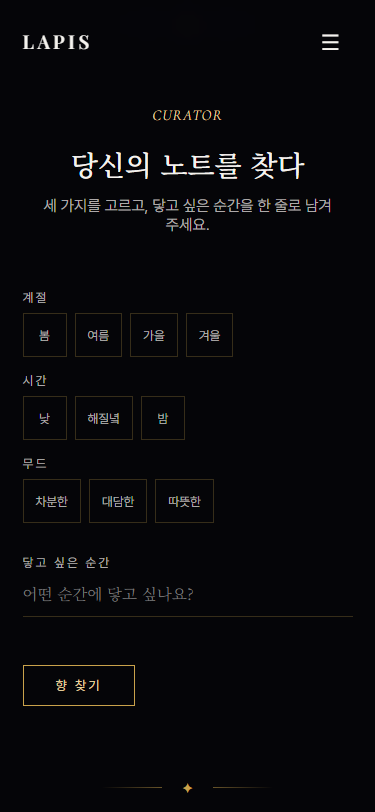 LAPIS
CURATOR
당신의 노트를 찾다
세 가지를 고르고, 닿고 싶은 순간을 한 줄로 남겨
주세요.
계절
봄 여름 가을 겨울
시간
낮 해질녘 밤
무드
차분한 대담한 따뜻한
닿고 싶은 순간
어떤 순간에 닿고 싶나요?
향 찾기